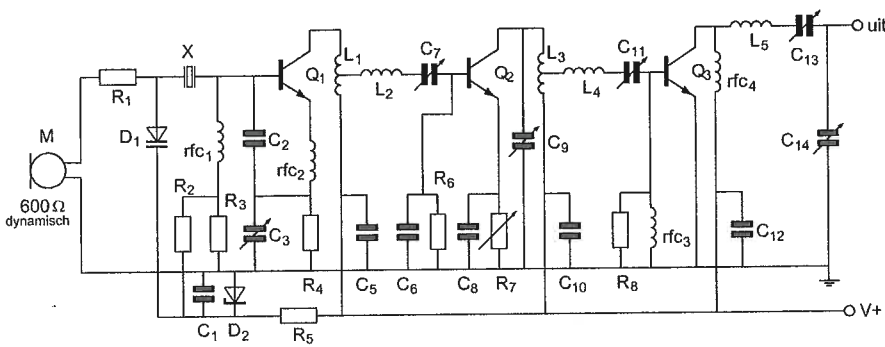 M
600Ω
dynamisch
R1
D1
X
R2
rfc1
R3
C1
D2
C2
C3
Q1
rfc2
R4
R5
L1
C5
L2
C7
C6
R6
Q2
C8
R7
C9
L3
C10
L4
C11
R8
rfc3
Q3
rfc4
C12
L5
C13
C14
uit
V+